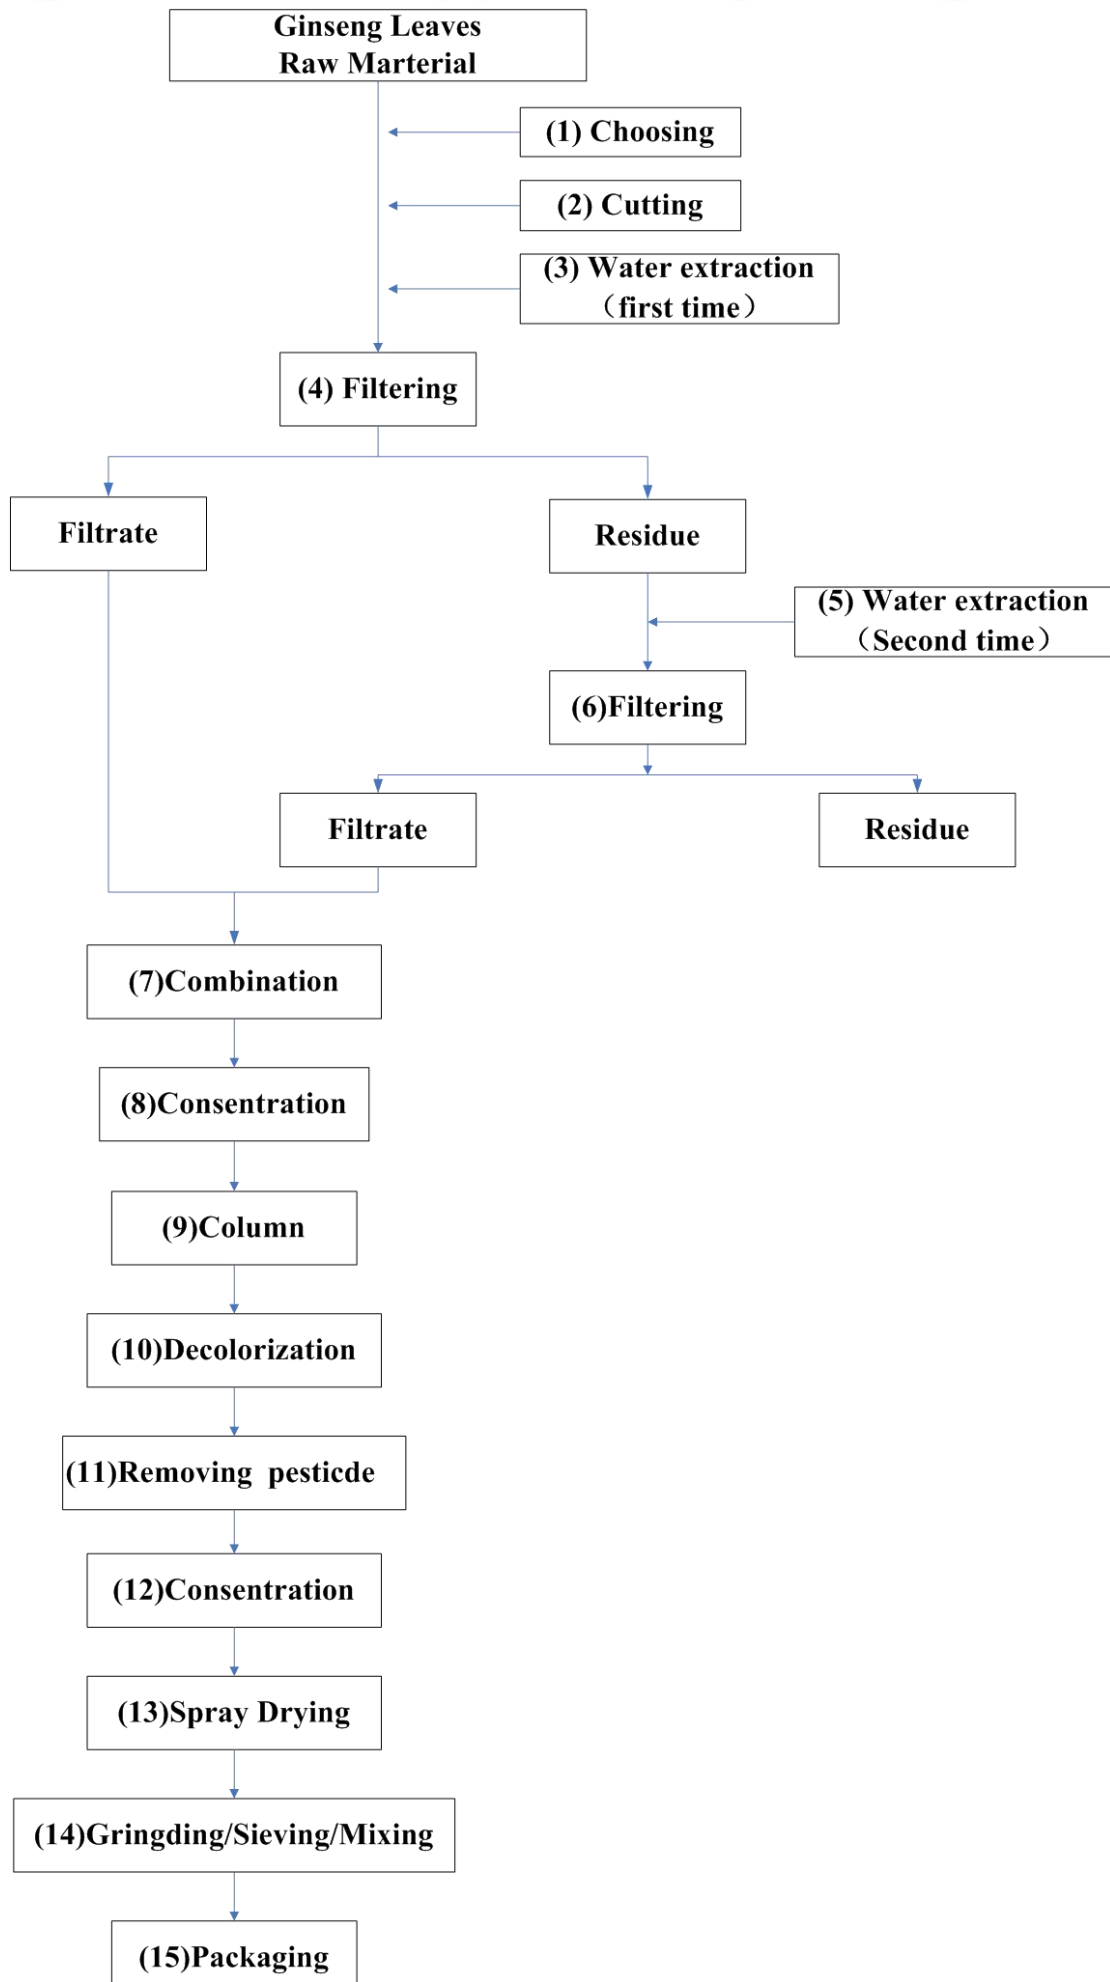 Ginseng Leaves
Raw Marterial
(1) Choosing
(2) Cutting
(3) Water extraction
（first time）
(4) Filtering
Filtrate
Residue
(5) Water extraction
（Second time）
(6)Filtering
Filtrate
Residue
(7)Combination
(8)Consentration
(9)Column
(10)Decolorization
(11)Removing pesticde
(12)Consentration
(13)Spray Drying
(14)Gringding/Sieving/Mixing
(15)Packaging